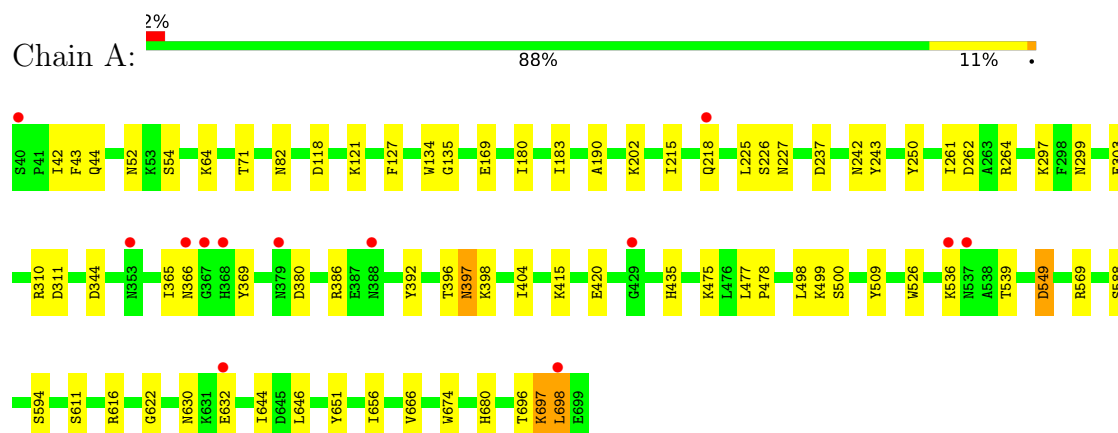 2%
Chain A:
88% 11% •
S40 P41 I42 F43 Q44 N52 K53 S54 K64 T71 N82 D118 K121 F127 W134 G135 E169 I180 I183 A190 K202 I215 Q218 L225 S226 N227 D237 N242 Y243 Y250 I261 D262 A263 R264 K297 F298 N299
R310 D311 D344 N353 I365 N366 G367 H368 Y369 N379 D380 R386 E387 N388 Y392 T396 N397 K398 I404 K415 E420 G429 H435 K475 L476 L477 P478 L498 K499 S500 Y509 W526 K536 N537 A538 T539 D549 R569 S588
S594 S611 R616 G622 N630 K631 E632 I644 D645 L646 Y651 I656 V666 W674 H680 T696 K697 L698 E699